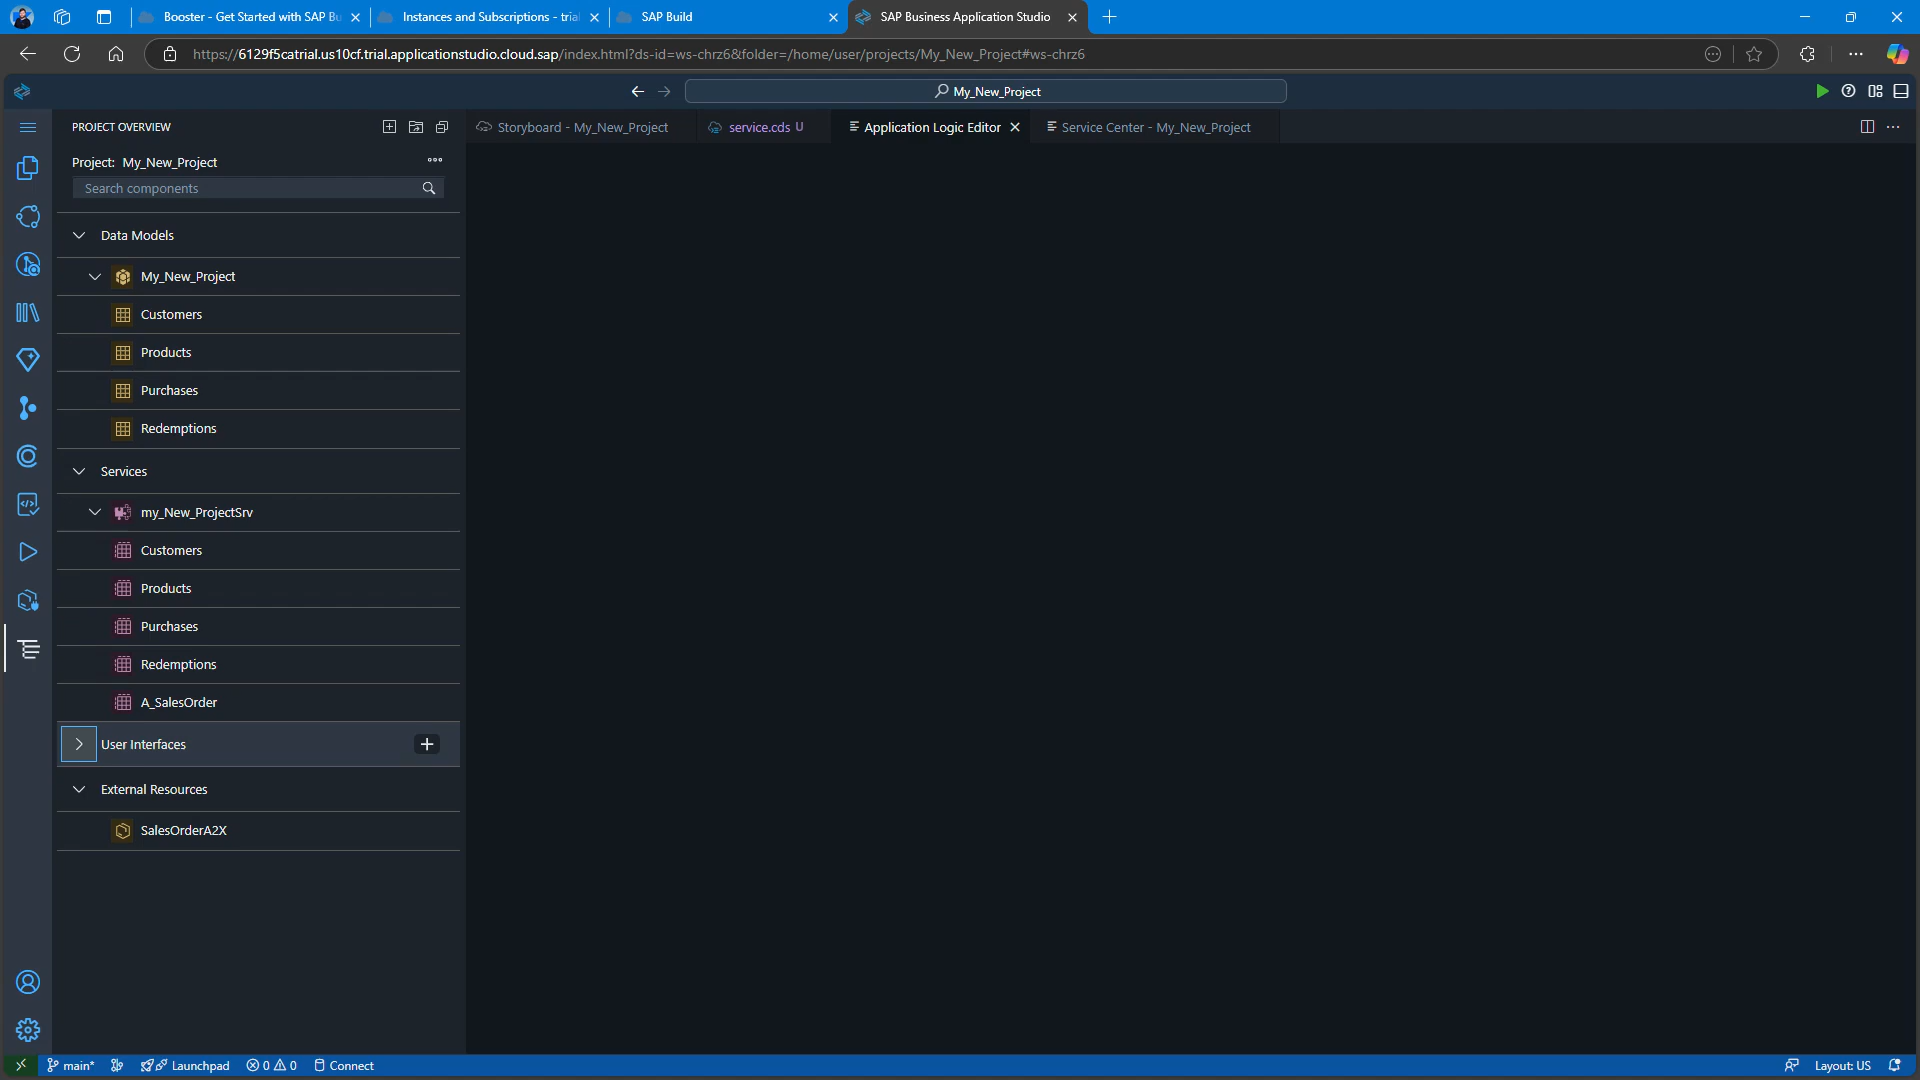 Booster - Get Started with SAP Bu
Instances and Subscriptions - trial
SAP Build
SAP Business Application Studio
https://6129f5catrial.us10cf.trial.applicationstudio.cloud.sap/index.html?ds-id=ws-chrz6&folder=/home/user/projects/My_New_Project#ws-chrz6
My_New_Project
PROJECT OVERVIEW
Storyboard - My_New_Project
service.cds U
Application Logic Editor
Service Center - My_New_Project
Project: My_New_Project
Search components
Data Models
My_New_Project
Customers
Products
Purchases
Redemptions
Services
my_New_ProjectSrv
Customers
Products
Purchases
Redemptions
A_SalesOrder
User Interfaces
External Resources
SalesOrderA2X
main*
Launchpad
0
0
Connect
Layout: US